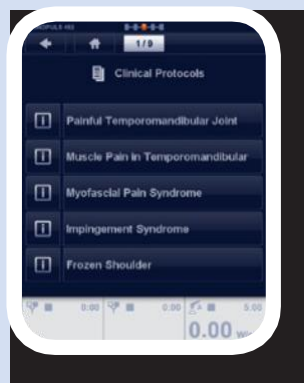 1/9
Clinical Protocols
Painful Temporomandibular Joint
Muscle Pain in Temporomandibular
Myofascial Pain Syndrome
Impingement Syndrome
Frozen Shoulder
0:00 0:00 5.00
0.00